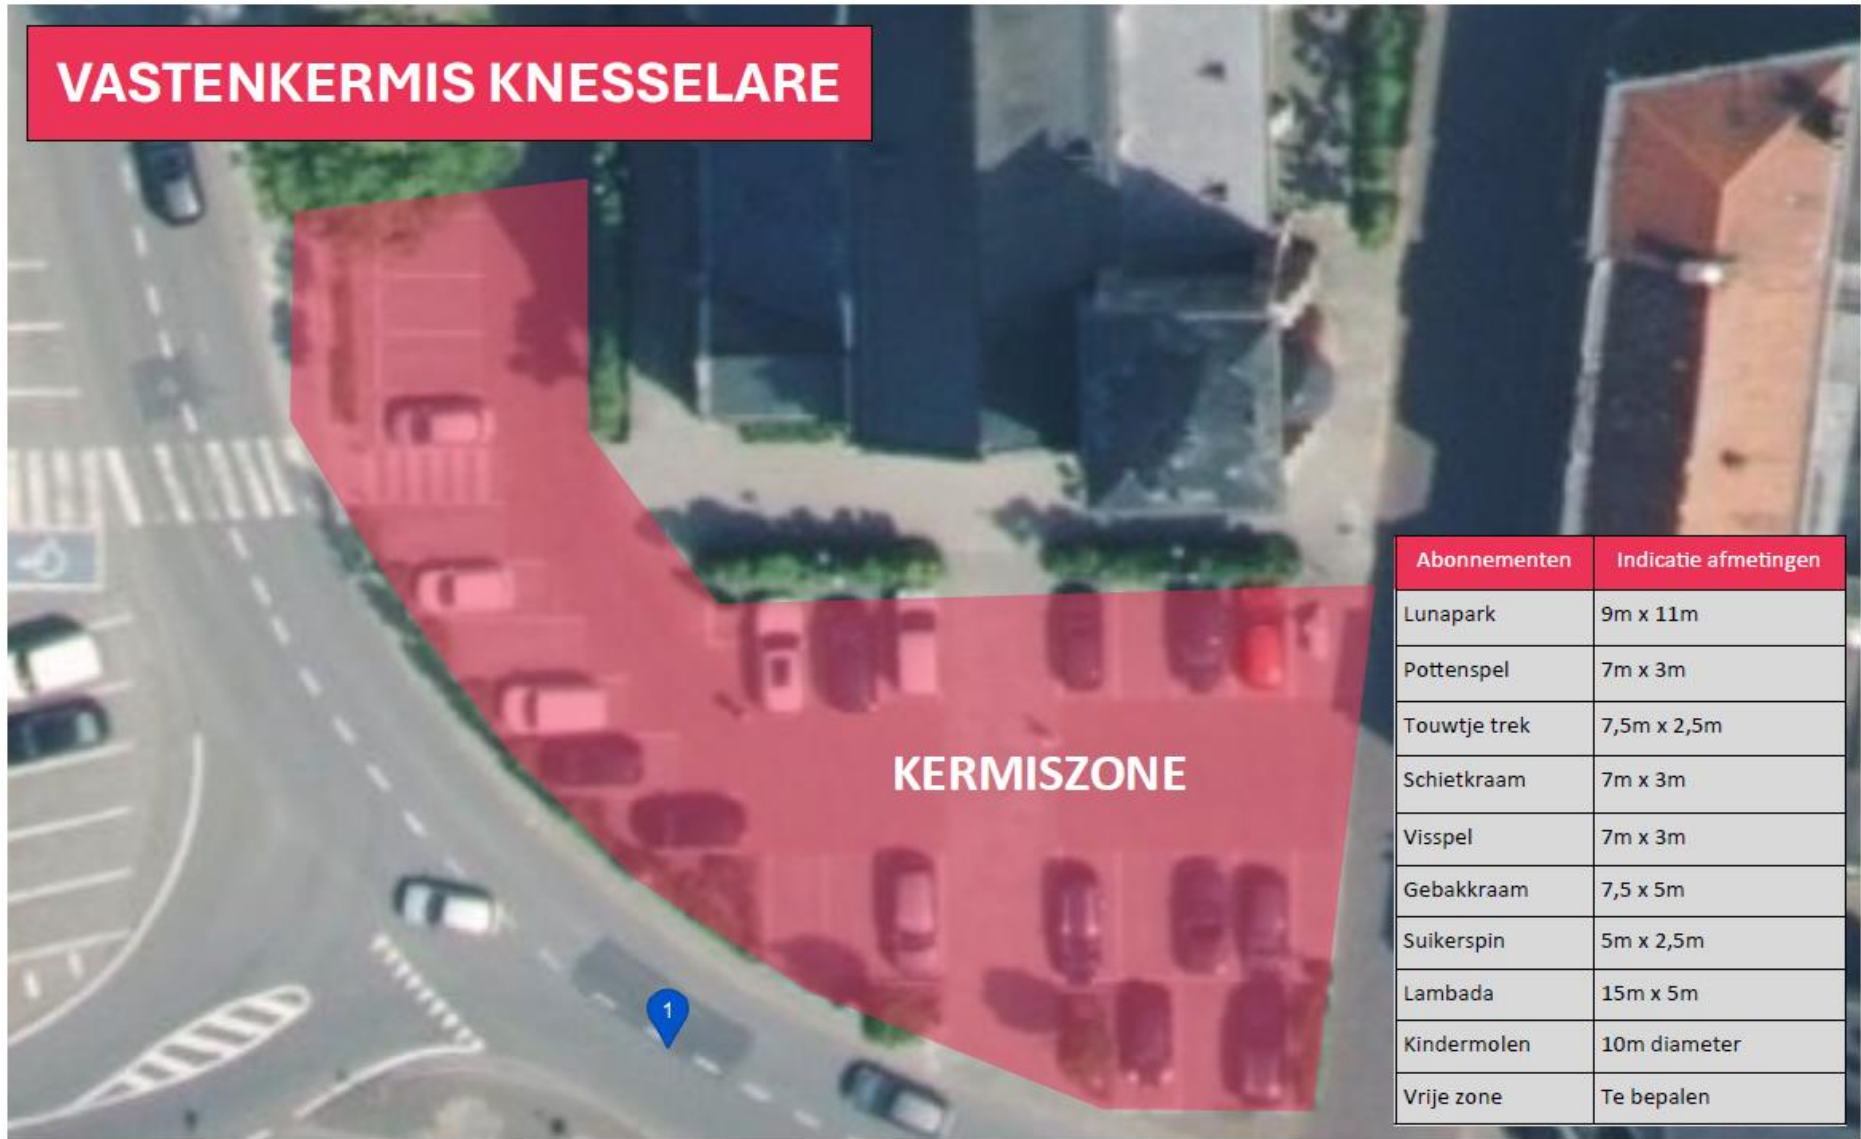 VASTENKERMIS KNESSELARE
KERMISZONE
1
Abonnementen Indicatie afmetingen
Lunapark 9m x 11m
Pottenspel 7m x 3m
Touwtje trek 7,5m x 2,5m
Schietkraam 7m x 3m
Visspel 7m x 3m
Gebakkraam 7,5 x 5m
Suikerspin 5m x 2,5m
Lambada 15m x 5m
Kindermolen 10m diameter
Vrije zone Te bepalen